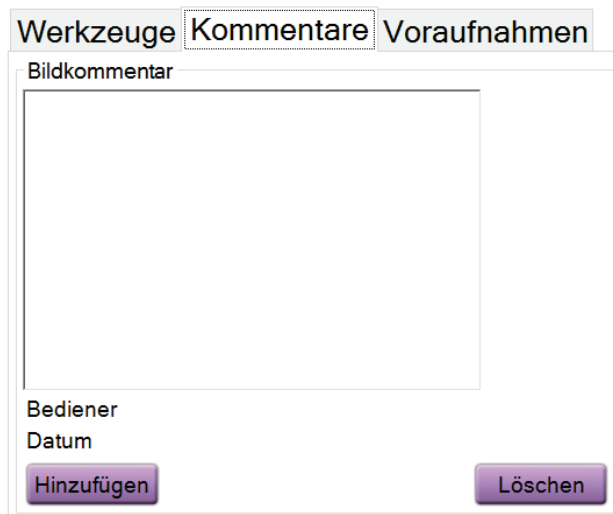 Werkzeuge Kommentare Voraufnahmen
Bildkommentar
Bediener
Datum
Hinzufügen Löschen